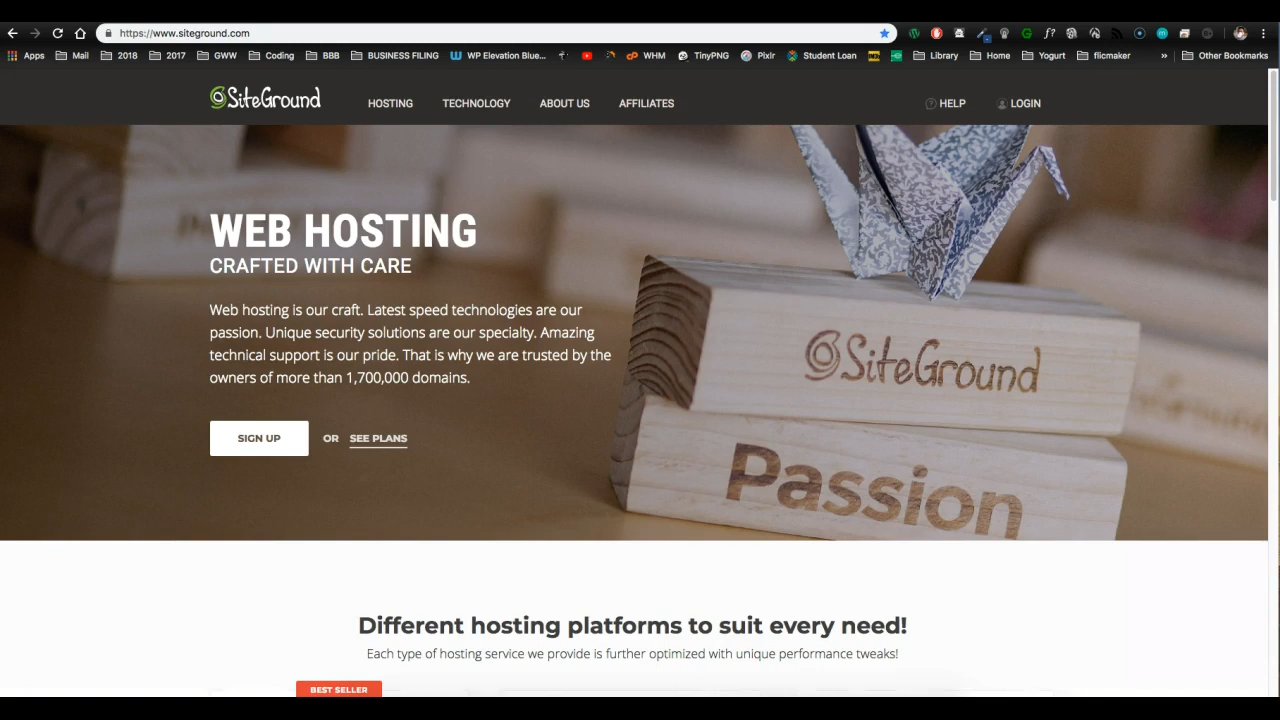 https://www.siteground.com
Apps Mail 2018 2017 GWW Coding BBB BUSINESS FILING WP Elevation Blue... WHM TinyPNG Pixlr Student Loan Library Home Yogurt flicmaker » Other Bookmarks
SiteGround HOSTING TECHNOLOGY ABOUT US AFFILIATES HELP LOGIN
WEB HOSTING
CRAFTED WITH CARE
Web hosting is our craft. Latest speed technologies are our
passion. Unique security solutions are our specialty. Amazing
technical support is our pride. That is why we are trusted by the
owners of more than 1,700,000 domains.
SIGN UP OR SEE PLANS
SiteGround
Passion
Different hosting platforms to suit every need!
Each type of hosting service we provide is further optimized with unique performance tweaks!
BEST SELLER